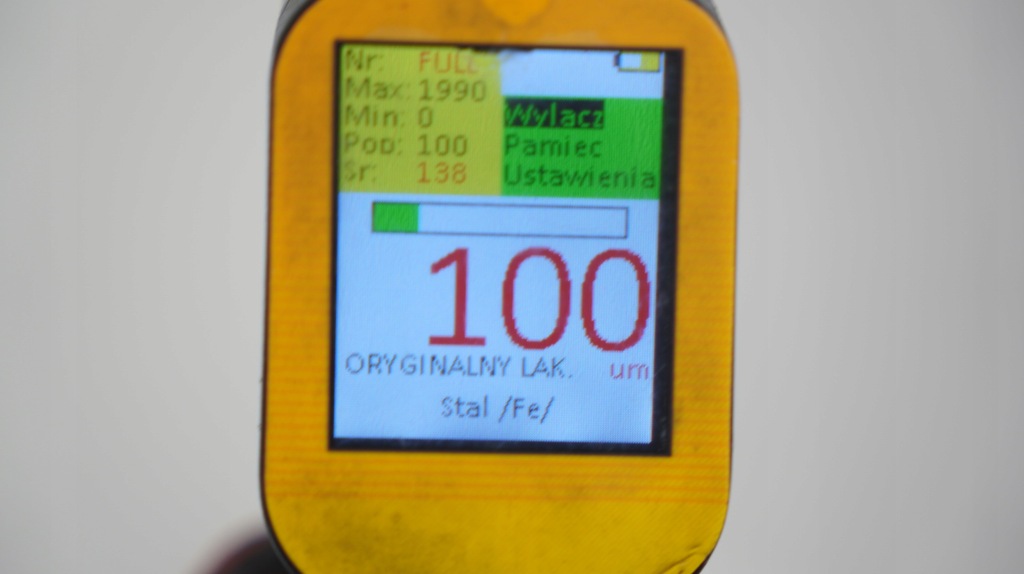 Nr: FULL
Max: 1990
Min: 0
Pop: 100
Sr: 138
Wylacz
Pamiec
Ustawienia
100
ORYGINALNY LAK. um
Stal /Fe/